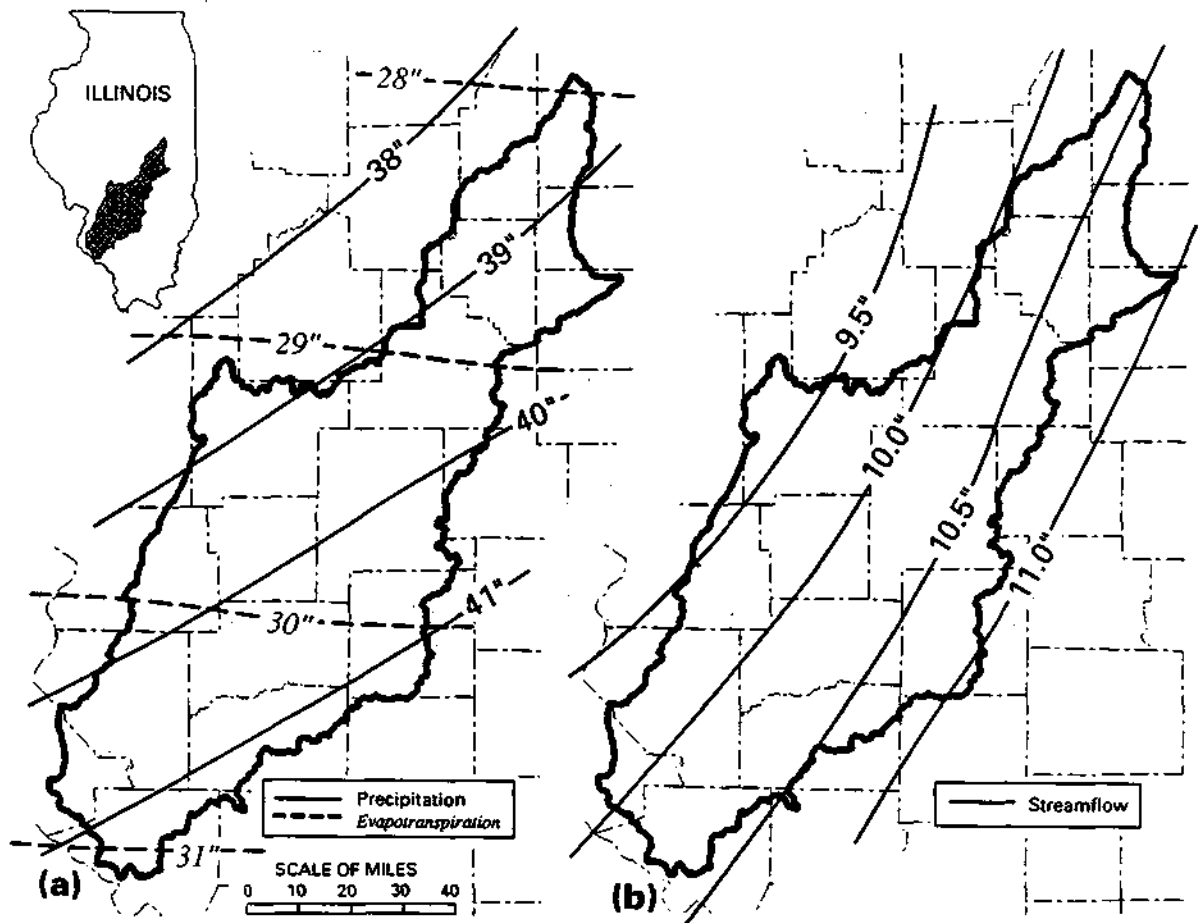 ILLINOIS
28"
38"
39"
29"
40"
30"
41"
31"
Precipitation
Evapotranspiration
SCALE OF MILES
0 10 20 30 40
(a)
9.5"
10.0"
10.5"
11.0"
Streamflow
(b)